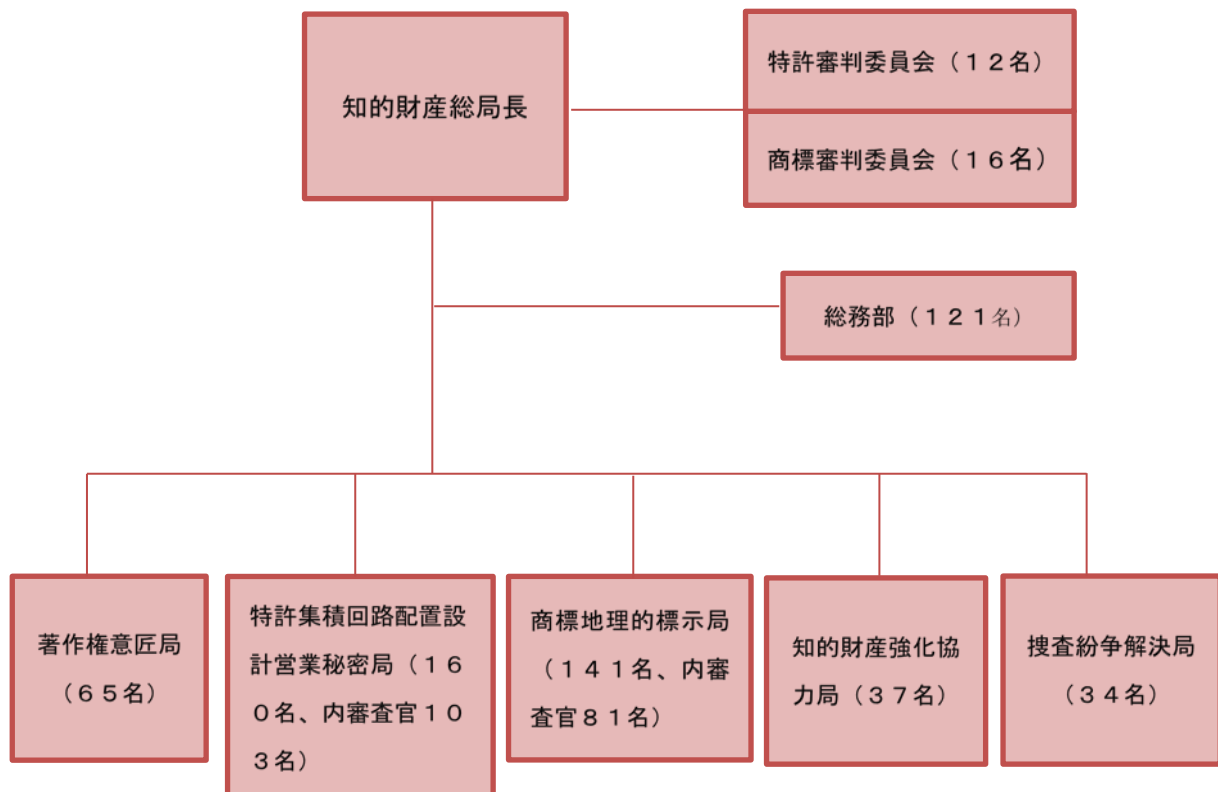 知的財産総局長
特許審判委員会（１２名）
商標審判委員会（１６名）
総務部（１２１名）
著作権意匠局
（６５名）
特許集積回路配置設
計営業秘密局（１６
０名、内審査官１０
３名）
商標地理的標示局
（１４１名、内審
査官８１名）
知的財産強化協
力局（３７名）
捜査紛争解決局
（３４名）